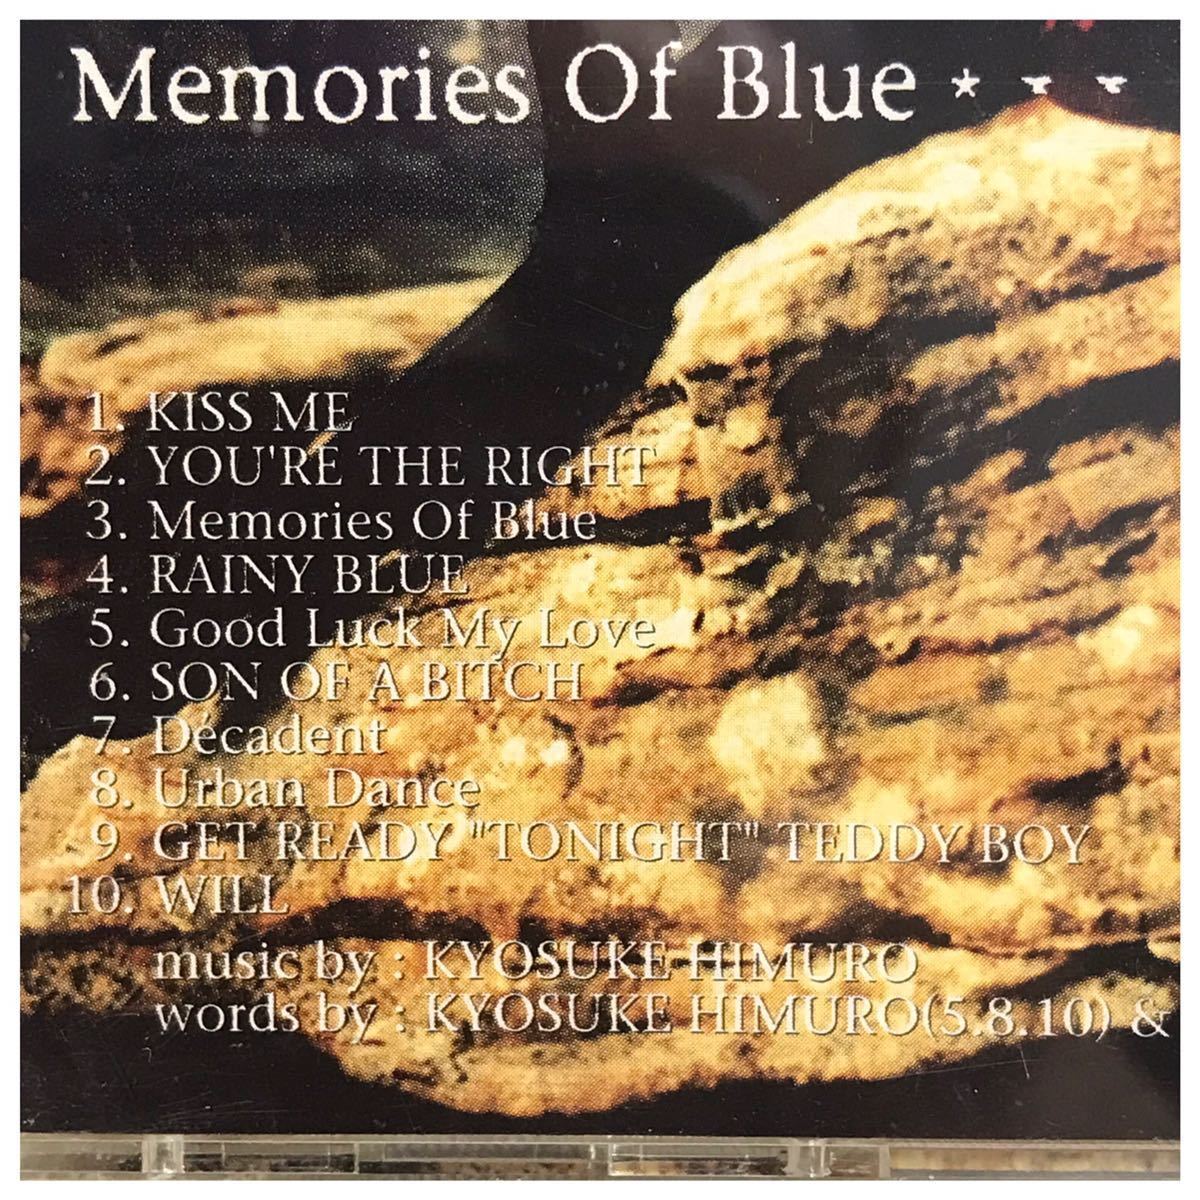 Memories Of Blue
1. KISS ME
2. YOU'RE THE RIGHT
3. Memories Of Blue
4. RAINY BLUE
5. Good Luck My Love
6. SON OF A BITCH
7. Décadent
8. Urban Dance
9. GET READY "TONIGHT" TEDDY BOY
10. WILL
music by : KYOSUKE HIMURO
words by : KYOSUKE HIMURO(5.8.10) &